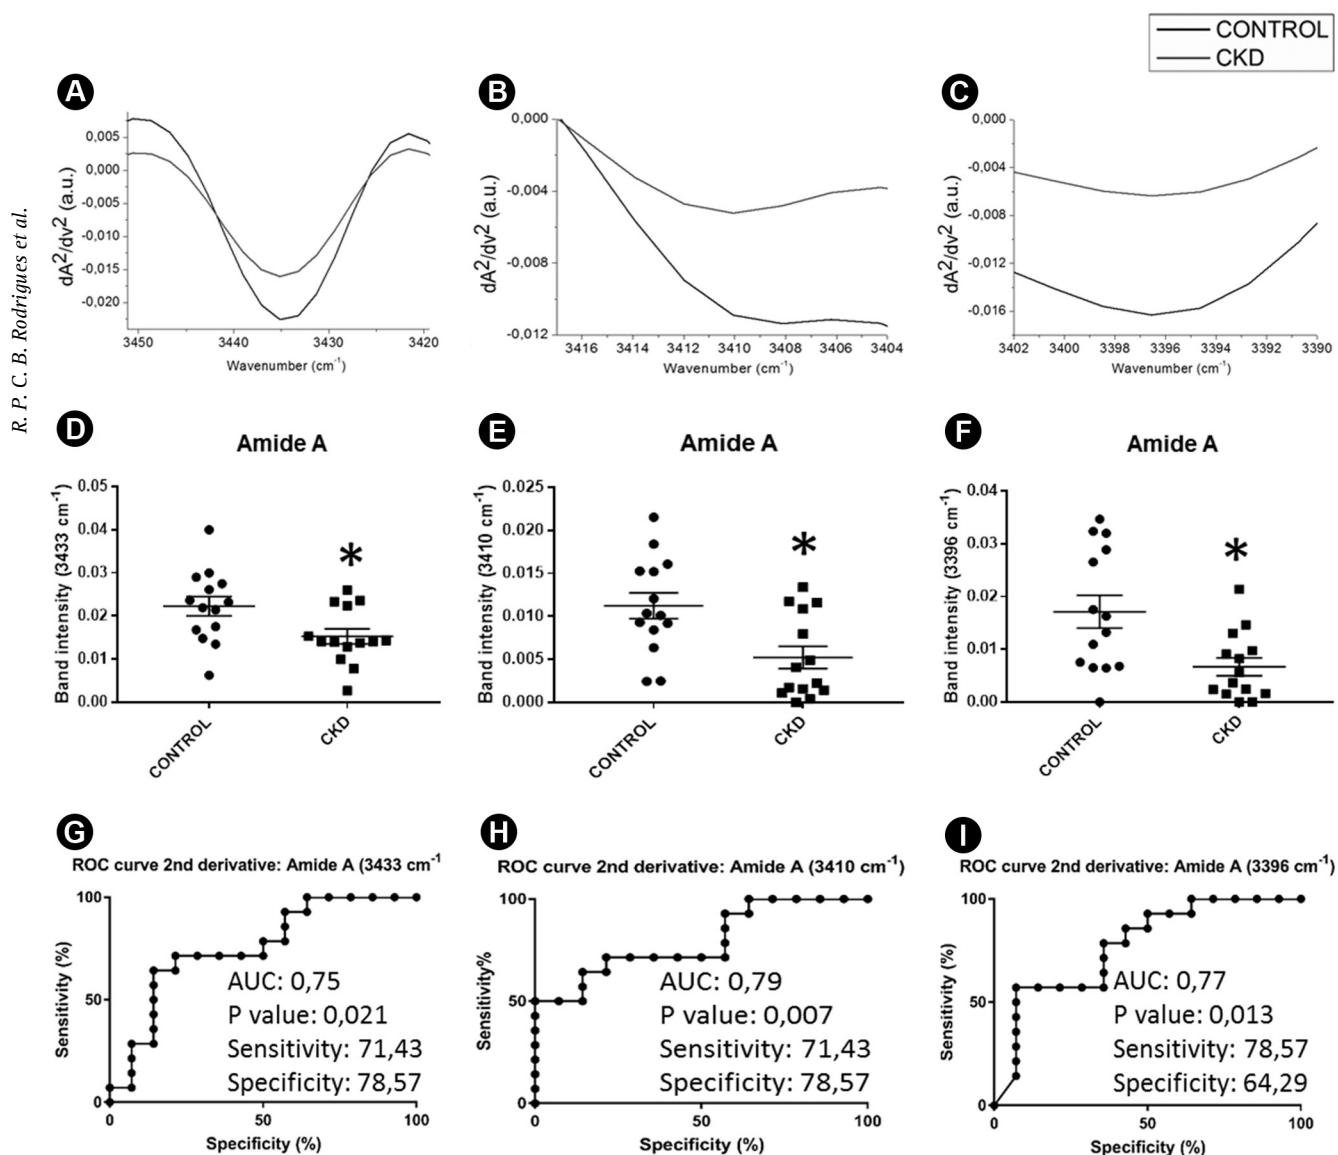 CONTROL
CKD
R. P. C. B. Rodrigues et al.
A
0,005
0,000
-0,005
-0,010
-0,015
-0,020
dA²/dv² (a.u.)
3450 3440 3430 3420
Wavenumber (cm⁻¹)
B
0,000
-0,004
-0,008
-0,012
dA²/dv² (a.u.)
3416 3414 3412 3410 3408 3406 3404
Wavenumber (cm⁻¹)
C
0,000
-0,004
-0,008
-0,012
-0,016
dA²/dv² (a.u.)
3402 3400 3398 3396 3394 3392 3390
Wavenumber (cm⁻¹)
D
Amide A
Band intensity (3433 cm⁻¹)
0.05
0.04
0.03
0.02
0.01
0.00
*
CONTROL
CKD
E
Amide A
Band intensity (3410 cm⁻¹)
0.025
0.020
0.015
0.010
0.005
0.000
*
CONTROL
CKD
F
Amide A
Band intensity (3396 cm⁻¹)
0.04
0.03
0.02
0.01
0.00
*
CONTROL
CKD
G
ROC curve 2nd derivative: Amide A (3433 cm⁻¹
Sensitivity (%)
100
50
0
AUC: 0,75
P value: 0,021
Sensitivity: 71,43
Specificity: 78,57
0 50 100
Specificity (%)
H
ROC curve 2nd derivative: Amide A (3410 cm⁻¹)
Sensitivity%
100
50
0
AUC: 0,79
P value: 0,007
Sensitivity: 71,43
Specificity: 78,57
0 50 100
Specificity (%)
I
ROC curve 2nd derivative: Amide A (3396 cm⁻¹)
Sensitivity (%)
100
50
0
AUC: 0,77
P value: 0,013
Sensitivity: 78,57
Specificity: 64,29
0 50 100
Specificity (%)